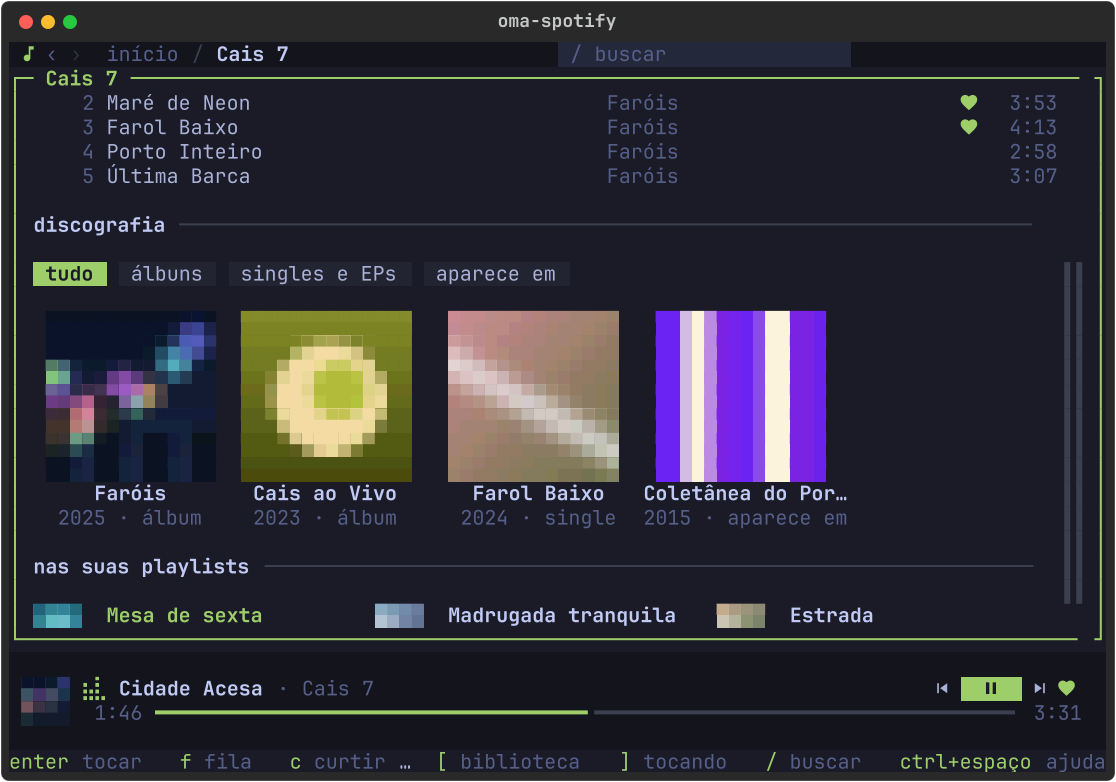 oma-spotify
início / Cais 7 / buscar
Cais 7
2 Maré de Neon Faróis 3:53
3 Farol Baixo Faróis 4:13
4 Porto Inteiro Faróis 2:58
5 Última Barca Faróis 3:07
discografia
tudo álbuns singles e EPs aparece em
Faróis Cais ao Vivo Farol Baixo Coletânea do Por…
2025 · álbum 2023 · álbum 2024 · single 2015 · aparece em
nas suas playlists
Mesa de sexta Madrugada tranquila Estrada
Cidade Acesa · Cais 7
1:46 3:31
enter tocar f fila c curtir … [ biblioteca ] tocando / buscar ctrl+espaço ajuda